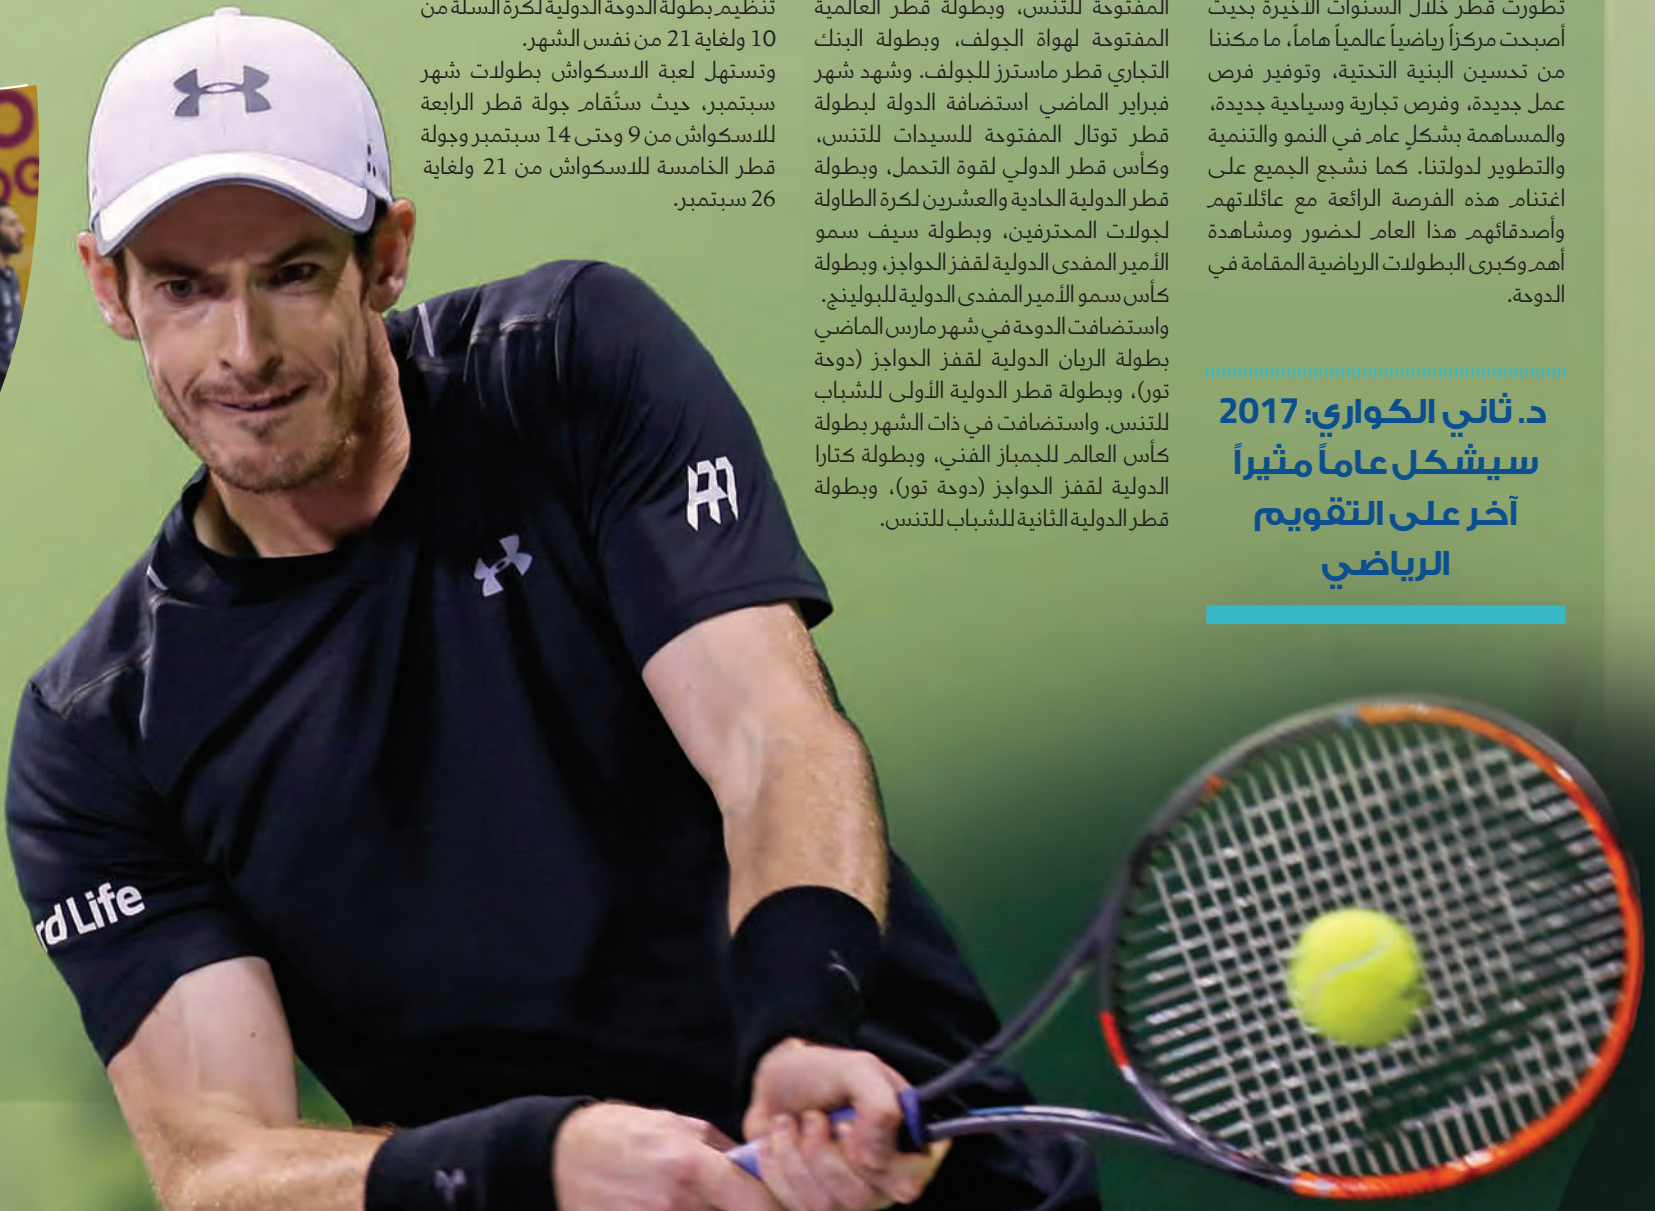 تطورت قطر خلال السنوات الأخيرة بحيث
أصبحت مركزاً رياضياً عالمياً هاماً، ما مكننا
من تحسين البنية التحتية، وتوفير فرص
عمل جديدة، وفرص تجارية وسياحية جديدة،
والمساهمة بشكلٍ عام في النمو والتنمية
والتطوير لدولتنا. كما نشجع الجميع على
اغتنام هذه الفرصة الرائعة مع عائلاتهم
وأصدقائهم هذا العام لحضور ومشاهدة
أهم وكبرى البطولات الرياضية المقامة في
الدوحة.
د. ثاني الكواري: 2017
سيشكل عاماً مثيراً
آخر على التقويم
الرياضي
المفتوحة للتنس، وبطولة قطر العالمية
المفتوحة لهواة الجولف، وبطولة البنك
التجاري قطر ماسترز للجولف. وشهد شهر
فبراير الماضي استضافة الدولة لبطولة
قطر توتال المفتوحة للسيدات للتنس،
وكأس قطر الدولي لقوة التحمل، وبطولة
قطر الدولية الحادية والعشرين لكرة الطاولة
لجولات المحترفين، وبطولة سيف سمو
الأمير المفدى الدولية لقفز الحواجز، وبطولة
كأس سمو الأمير المفدى الدولية للبولينج.
واستضافت الدوحة في شهر مارس الماضي
بطولة الريان الدولية لقفز الحواجز (دوحة
تور)، وبطولة قطر الدولية الأولى للشباب
للتنس. واستضافت في ذات الشهر بطولة
كأس العالم للجمباز الفني، وبطولة كتارا
الدولية لقفز الحواجز (دوحة تور)، وبطولة
قطر الدولية الثانية للشباب للتنس.
تنظيم بطولة الدوحة الدولية لكرة السلة من
10 ولغاية 21 من نفس الشهر.
وتستهل لعبة الاسكواش بطولات شهر
سبتمبر، حيث ستُقام جولة قطر الرابعة
للاسكواش من 9 وحتى 14 سبتمبر وجولة
قطر الخامسة للاسكواش من 21 ولغاية
26 سبتمبر.
rd Life